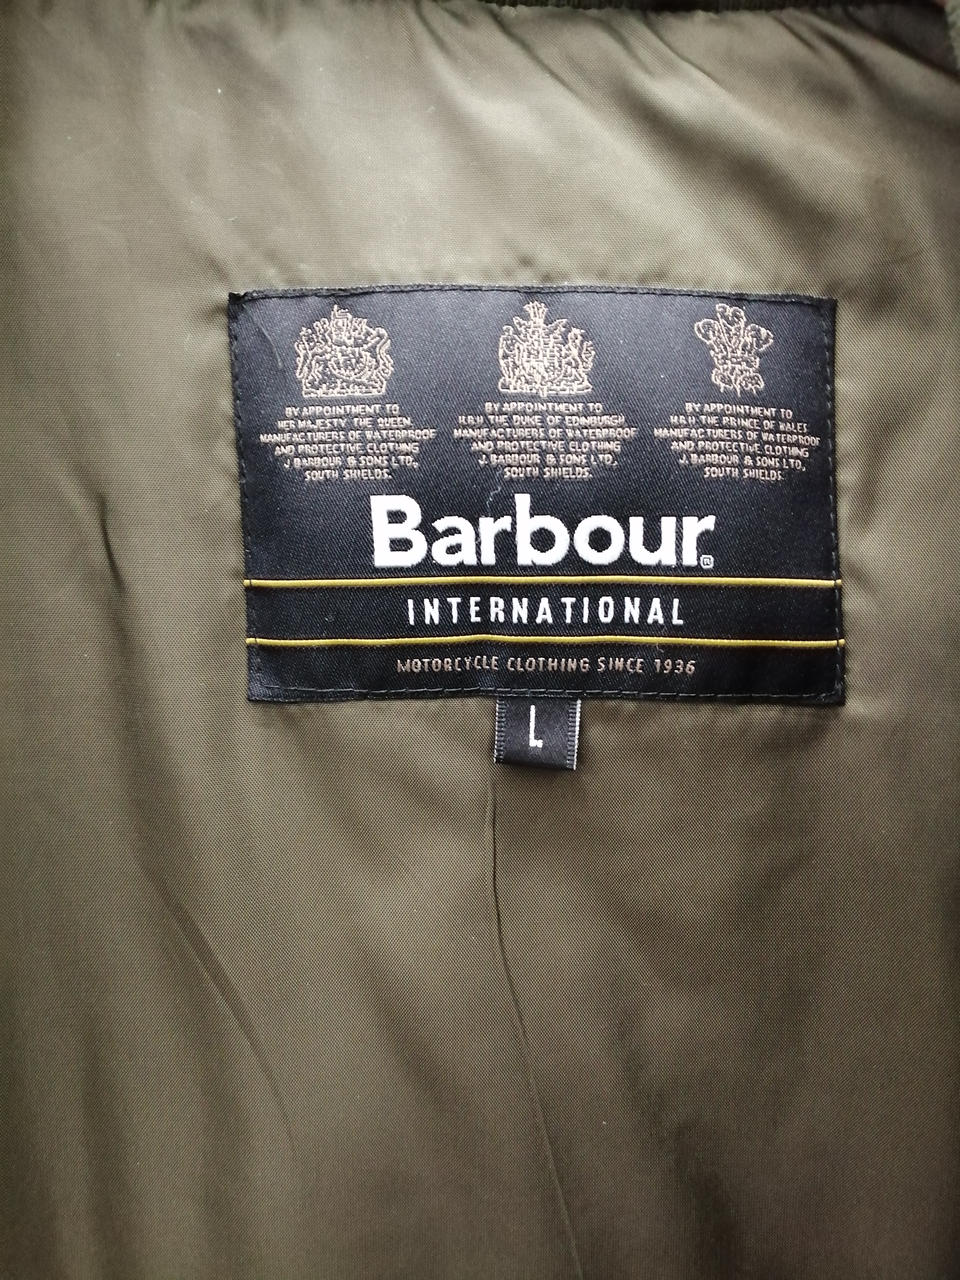 BY APPOINTMENT TO
HER MAJESTY THE QUEEN.
MANUFACTURERS OF WATERPROOF
AND PROTECTIVE CLOTHING
J. BARBOUR & SONS LTD.
SOUTH SHIELDS.
BY APPOINTMENT TO
H.R.H. THE DUKE OF EDINBURGH
MANUFACTURERS OF WATERPROOF
AND PROTECTIVE CLOTHING
J. BARBOUR & SONS LTD.
SOUTH SHIELDS.
BY APPOINTMENT TO
H.R.H. THE PRINCE OF WALES
MANUFACTURERS OF WATERPROOF
AND PROTECTIVE CLOTHING
J. BARBOUR & SONS LTD.
SOUTH SHIELDS.
Barbour®
INTERNATIONAL
MOTORCYCLE CLOTHING SINCE 1936
L